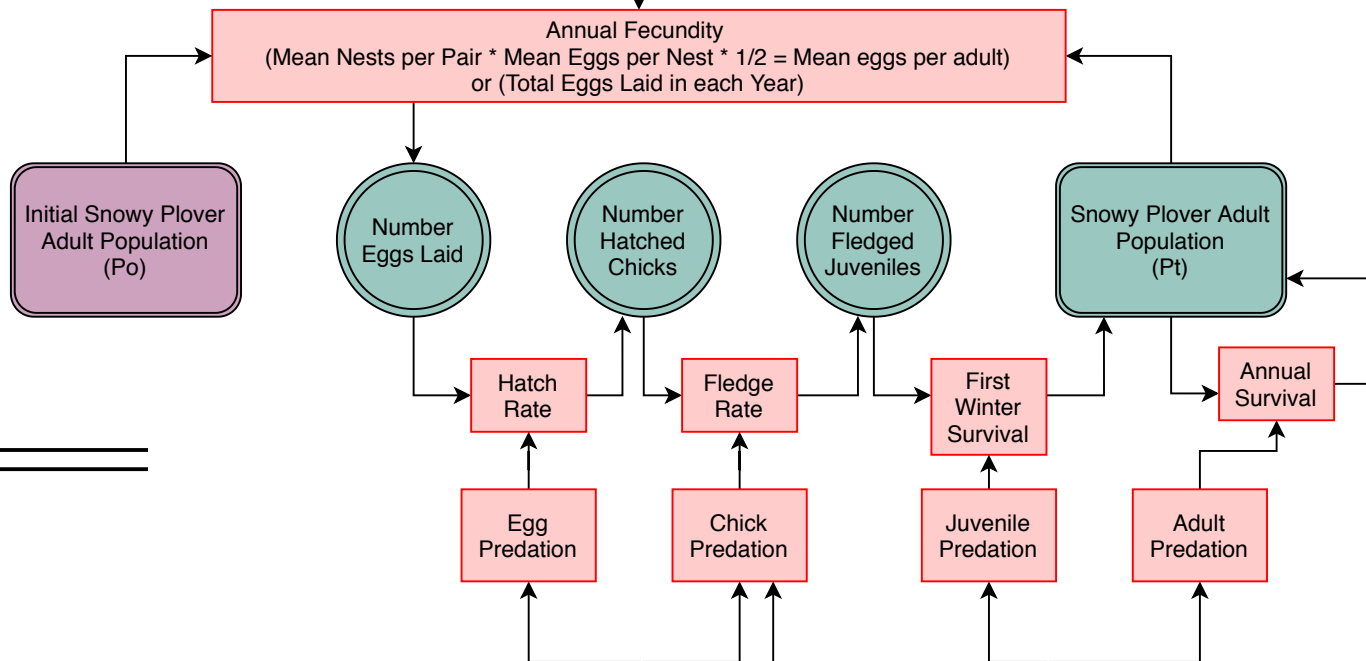 Annual Fecundity
(Mean Nests per Pair * Mean Eggs per Nest * 1/2 = Mean eggs per adult)
or (Total Eggs Laid in each Year)
Initial Snowy Plover
Adult Population
(Po)
Number
Eggs Laid
Number
Hatched
Chicks
Number
Fledged
Juveniles
Snowy Plover Adult
Population
(Pt)
Hatch
Rate
Fledge
Rate
First
Winter
Survival
Annual
Survival
Egg
Predation
Chick
Predation
Juvenile
Predation
Adult
Predation